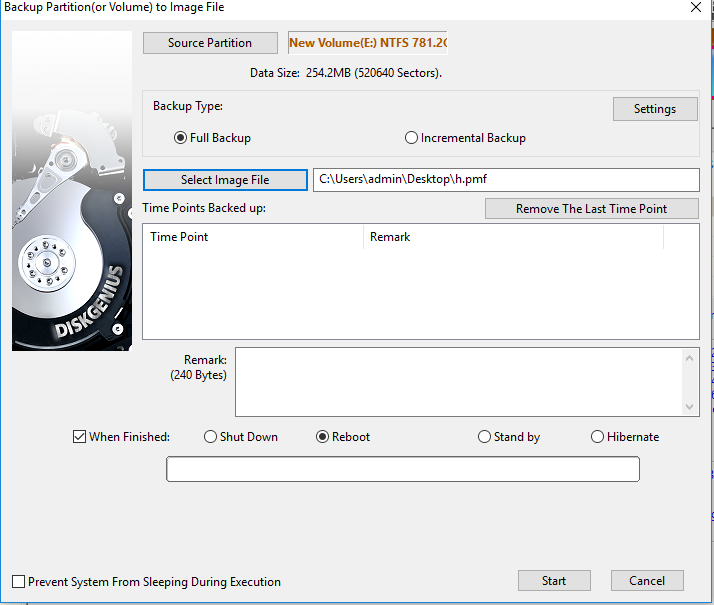 Backup Partition(or Volume) to Image File
Source Partition
New Volume(E:) NTFS 781.2
Data Size: 254.2MB (520640 Sectors).
Backup Type:
Settings
Full Backup
Incremental Backup
Select Image File
C:\Users\admin\Desktop\h.pmf
Time Points Backed up:
Remove The Last Time Point
Time Point
Remark
DISKGENIUS
Remark:
(240 Bytes)
When Finished:
Shut Down
Reboot
Stand by
Hibernate
Prevent System From Sleeping During Execution
Start
Cancel